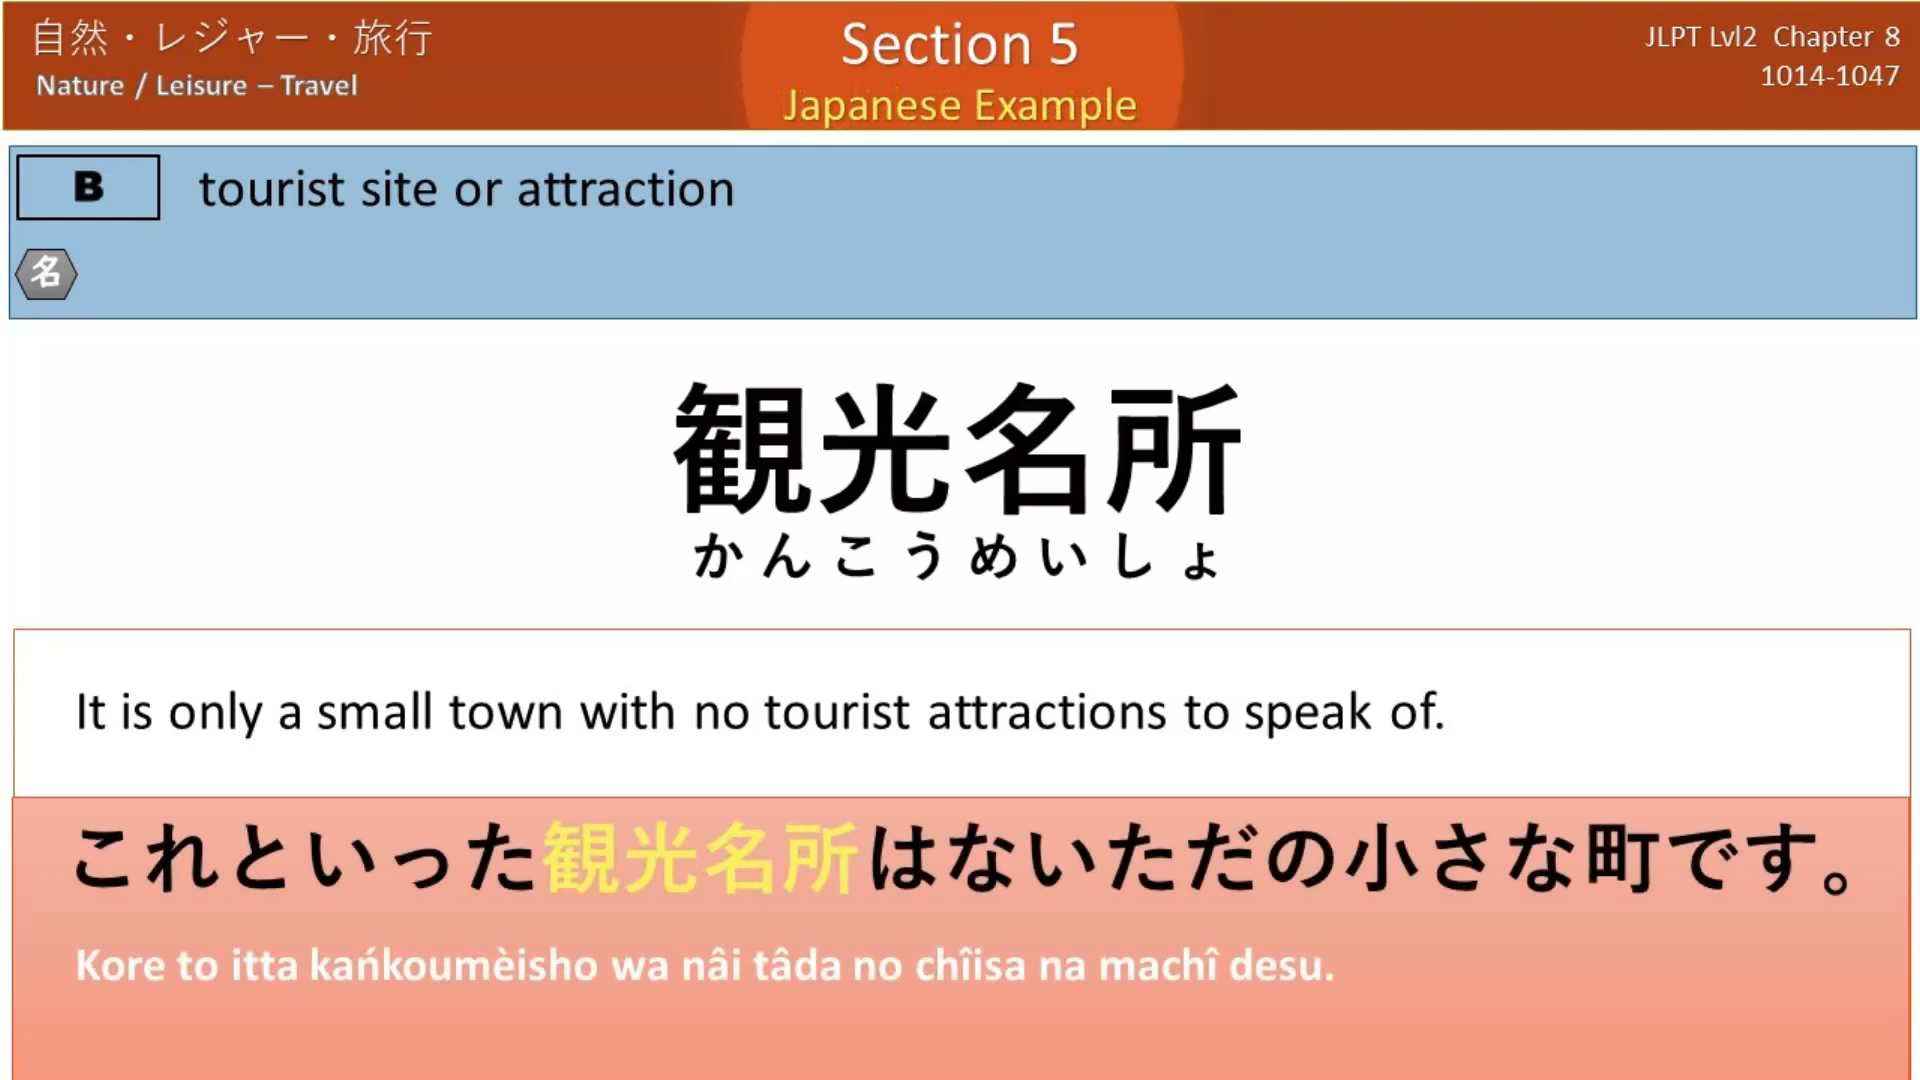 自然・レジャー・旅行
Nature / Leisure – Travel
Section 5
Japanese Example
JLPT Lvl2 Chapter 8
1014-1047
B
tourist site or attraction
名
観光名所
かんこうめいしょ
It is only a small town with no tourist attractions to speak of.
これといった観光名所はないただの小さな町です。
Kore to itta kańkoumèisho wa nâi tâda no chîisa na machî desu.